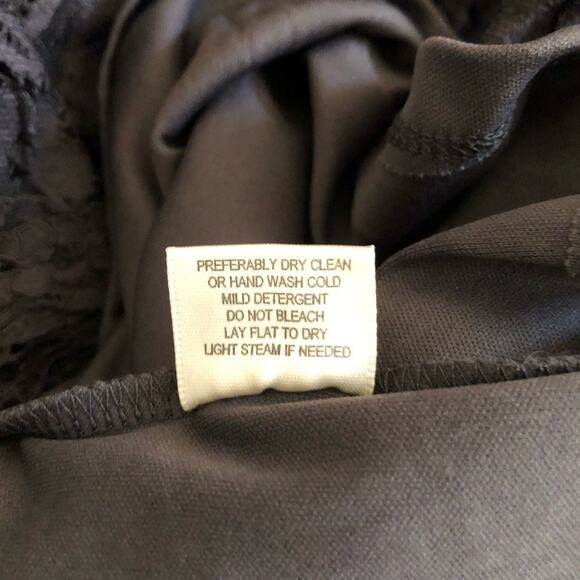 PREFERABLY DRY CLEAN
OR HAND WASH COLD
MILD DETERGENT
DO NOT BLEACH
LAY FLAT TO DRY
LIGHT STEAM IF NEEDED